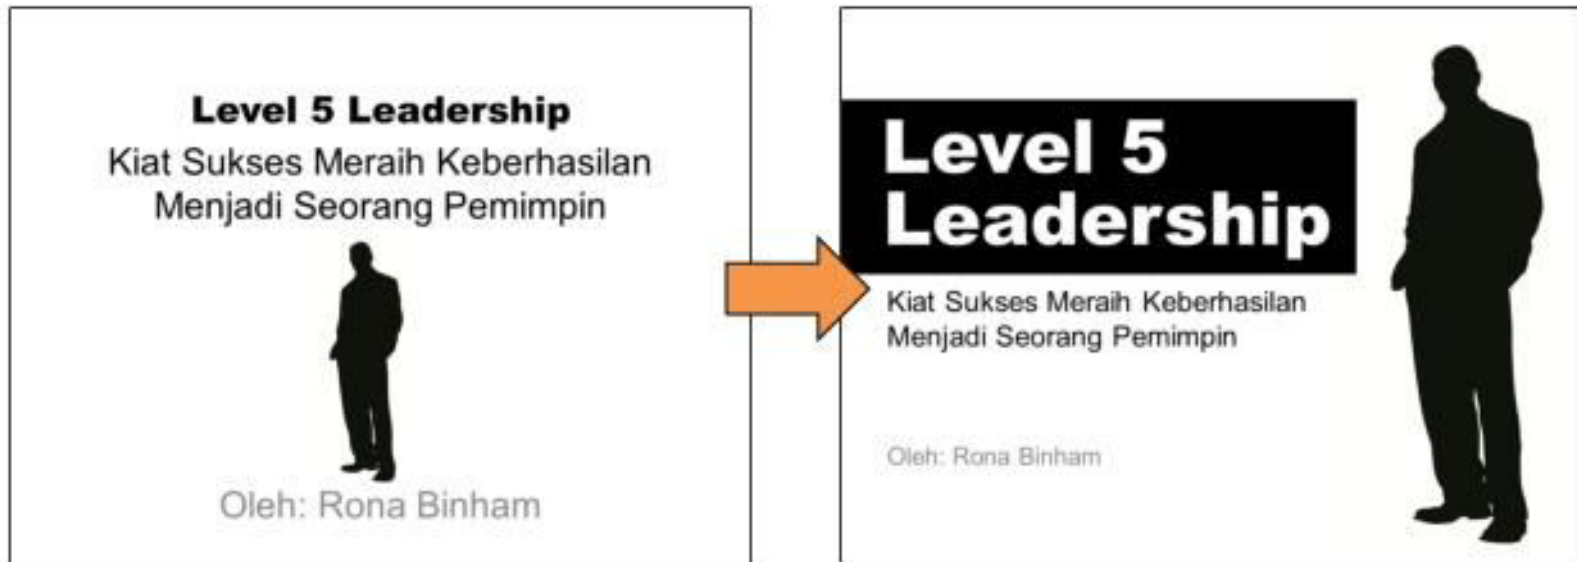 Level 5 Leadership
Kiat Sukses Meraih Keberhasilan
Menjadi Seorang Pemimpin
Oleh: Rona Binham
Level 5
Leadership
Kiat Sukses Meraih Keberhasilan
Menjadi Seorang Pemimpin
Oleh: Rona Binham